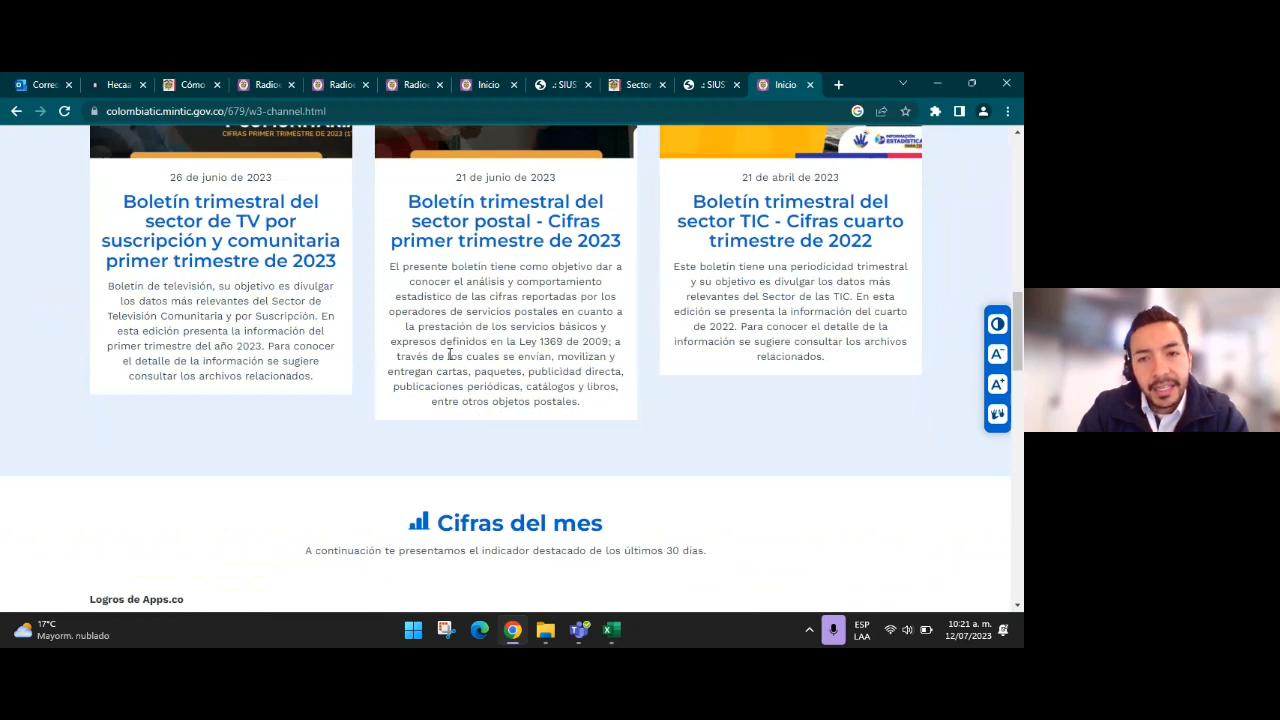 Correo
Hecaa
Cómo
Radio
Radio
Radio
Inicio
.: SIUS
Sector
.: SIUS
Inicio
colombiatic.mintic.gov.co/679/w3-channel.html
CIFRAS PRIMER TRIMESTRE DE 2023
INFORMACIÓN
ESTADÍSTICA
26 de junio de 2023
Boletín trimestral del
sector de TV por
suscripción y comunitaria
primer trimestre de 2023
Boletín de televisión, su objetivo es divulgar
los datos más relevantes del Sector de
Televisión Comunitaria y por Suscripción. En
esta edición presenta la información del
primer trimestre del año 2023. Para conocer
el detalle de la información se sugiere
consultar los archivos relacionados.
21 de junio de 2023
Boletín trimestral del
sector postal - Cifras
primer trimestre de 2023
El presente boletín tiene como objetivo dar a
conocer el análisis y comportamiento
estadístico de las cifras reportadas por los
operadores de servicios postales en cuanto a
la prestación de los servicios básicos y
expresos definidos en la Ley 1369 de 2009; a
través de los cuales se envían, movilizan y
entregan cartas, paquetes, publicidad directa,
publicaciones periódicas, catálogos y libros,
entre otros objetos postales.
21 de abril de 2023
Boletín trimestral del
sector TIC - Cifras cuarto
trimestre de 2022
Este boletín tiene una periodicidad trimestral
y su objetivo es divulgar los datos más
relevantes del Sector de las TIC. En esta
edición se presenta la información del cuarto
de 2022. Para conocer el detalle de la
información se sugiere consultar los archivos
relacionados.
A-
A+
Cifras del mes
A continuación te presentamos el indicador destacado de los últimos 30 días.
Logros de Apps.co
17°C
Mayorm. nublado
ESP
LAA
10:21 a. m.
12/07/2023